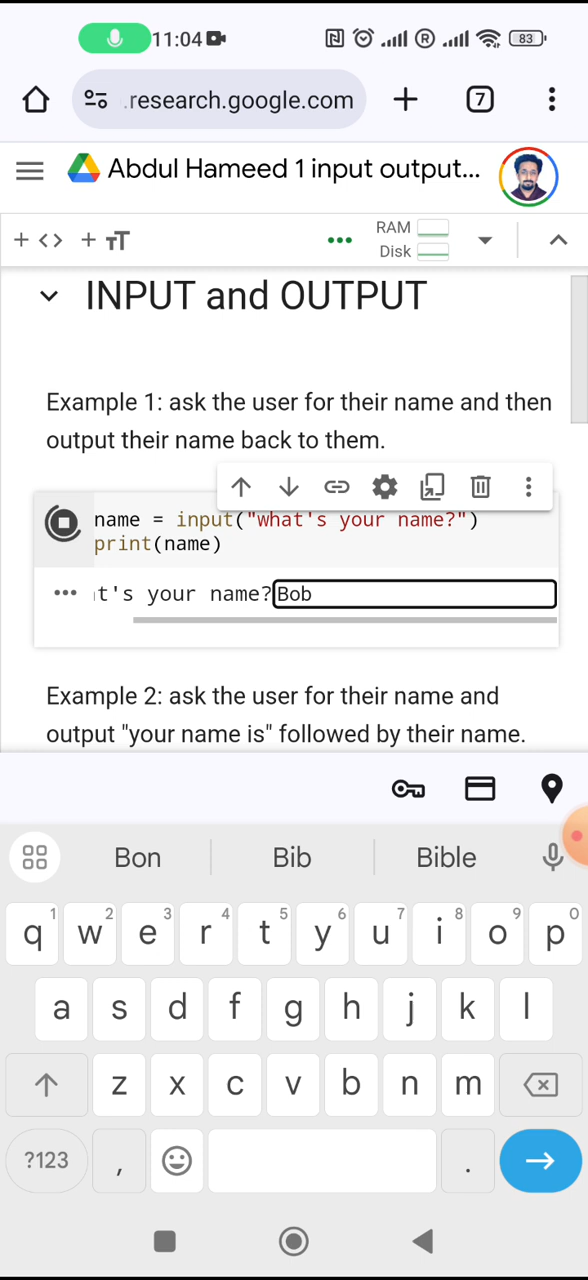 11:04 R 83
.research.google.com 7
Abdul Hameed 1 input output...
RAM
Disk
INPUT and OUTPUT
Example 1: ask the user for their name and then
output their name back to them.
name = input("what's your name?")
print(name)
t's your name? Bob
Example 2: ask the user for their name and
output "your name is" followed by their name.
Bon Bib Bible
1 2 3 4 5 6 7 8 9 0
q w e r t y u i o p
a s d f g h j k l
z x c v b n m
?123 , .